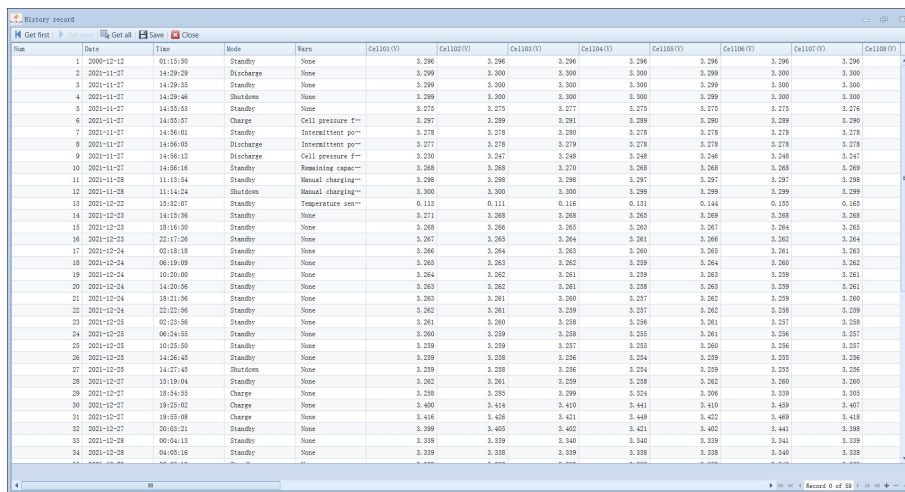 History record
Get first Get next Get all Save Close
Num Date Time Mode Warn Cell01(V) Cell02(V) Cell03(V) Cell04(V) Cell05(V) Cell06(V) Cell07(V) Cell08(V)
1 2000-12-12 01:15:50 Standby None 3.296 3.296 3.296 3.296 3.296 3.296 3.296
2 2021-11-27 14:29:29 Discharge None 3.299 3.300 3.300 3.300 3.299 3.300 3.300
3 2021-11-27 14:29:35 Standby None 3.299 3.300 3.300 3.300 3.299 3.300 3.300
4 2021-11-27 14:29:46 Shutdown None 3.299 3.300 3.300 3.300 3.299 3.300 3.300
5 2021-11-27 14:55:53 Standby None 3.275 3.275 3.277 3.275 3.275 3.275 3.276
6 2021-11-27 14:55:57 Charge Cell pressure f… 3.297 3.289 3.291 3.289 3.290 3.289 3.291
7 2021-11-27 14:56:01 Standby Intermittent po… 3.278 3.278 3.280 3.278 3.278 3.278 3.278
8 2021-11-27 14:56:05 Discharge Intermittent po… 3.277 3.278 3.279 3.278 3.278 3.278 3.278
9 2021-11-27 14:56:12 Discharge Cell pressure f… 3.230 3.247 3.248 3.248 3.246 3.248 3.247
10 2021-11-27 14:56:16 Standby Remaining capac… 3.268 3.268 3.270 3.268 3.268 3.268 3.269
11 2021-11-28 11:13:54 Standby Manual charging… 3.298 3.298 3.298 3.297 3.297 3.297 3.298
12 2021-11-28 11:14:24 Shutdown Manual charging… 3.300 3.300 3.300 3.299 3.299 3.299 3.299
13 2021-12-22 15:32:07 Standby Temperature sen… 0.113 0.111 0.116 0.131 0.144 0.155 0.165
14 2021-12-23 14:15:36 Standby None 3.271 3.268 3.268 3.265 3.269 3.268 3.268
15 2021-12-23 18:16:30 Standby None 3.268 3.266 3.265 3.263 3.267 3.264 3.265
16 2021-12-23 22:17:26 Standby None 3.267 3.265 3.264 3.261 3.266 3.262 3.264
17 2021-12-24 02:18:18 Standby None 3.266 3.264 3.263 3.260 3.265 3.261 3.263
18 2021-12-24 06:19:09 Standby None 3.265 3.263 3.262 3.259 3.264 3.260 3.262
19 2021-12-24 10:20:00 Standby None 3.264 3.262 3.261 3.259 3.263 3.259 3.261
20 2021-12-24 14:20:56 Standby None 3.263 3.262 3.261 3.258 3.263 3.259 3.261
21 2021-12-24 18:21:56 Standby None 3.263 3.261 3.260 3.257 3.262 3.259 3.260
22 2021-12-24 22:22:56 Standby None 3.262 3.261 3.259 3.257 3.262 3.258 3.259
23 2021-12-25 02:23:56 Standby None 3.261 3.260 3.258 3.256 3.261 3.257 3.258
24 2021-12-25 06:24:55 Standby None 3.260 3.259 3.258 3.255 3.261 3.256 3.257
25 2021-12-25 10:25:50 Standby None 3.259 3.259 3.257 3.255 3.260 3.256 3.257
26 2021-12-25 14:26:45 Standby None 3.259 3.258 3.256 3.254 3.259 3.255 3.256
27 2021-12-25 14:27:45 Shutdown None 3.259 3.258 3.256 3.254 3.259 3.255 3.256
28 2021-12-27 15:19:04 Standby None 3.262 3.261 3.259 3.258 3.262 3.260 3.260
29 2021-12-27 18:54:55 Charge None 3.258 3.285 3.299 3.324 3.306 3.339 3.305
30 2021-12-27 19:25:02 Charge None 3.400 3.414 3.410 3.441 3.410 3.459 3.407
31 2021-12-27 19:55:08 Charge None 3.416 3.426 3.421 3.449 3.422 3.469 3.418
32 2021-12-27 20:03:21 Standby None 3.399 3.405 3.402 3.421 3.402 3.441 3.398
33 2021-12-28 00:04:13 Standby None 3.339 3.339 3.340 3.340 3.339 3.341 3.339
34 2021-12-28 04:05:16 Standby None 3.339 3.338 3.339 3.338 3.338 3.340 3.338
Record 0 of 59